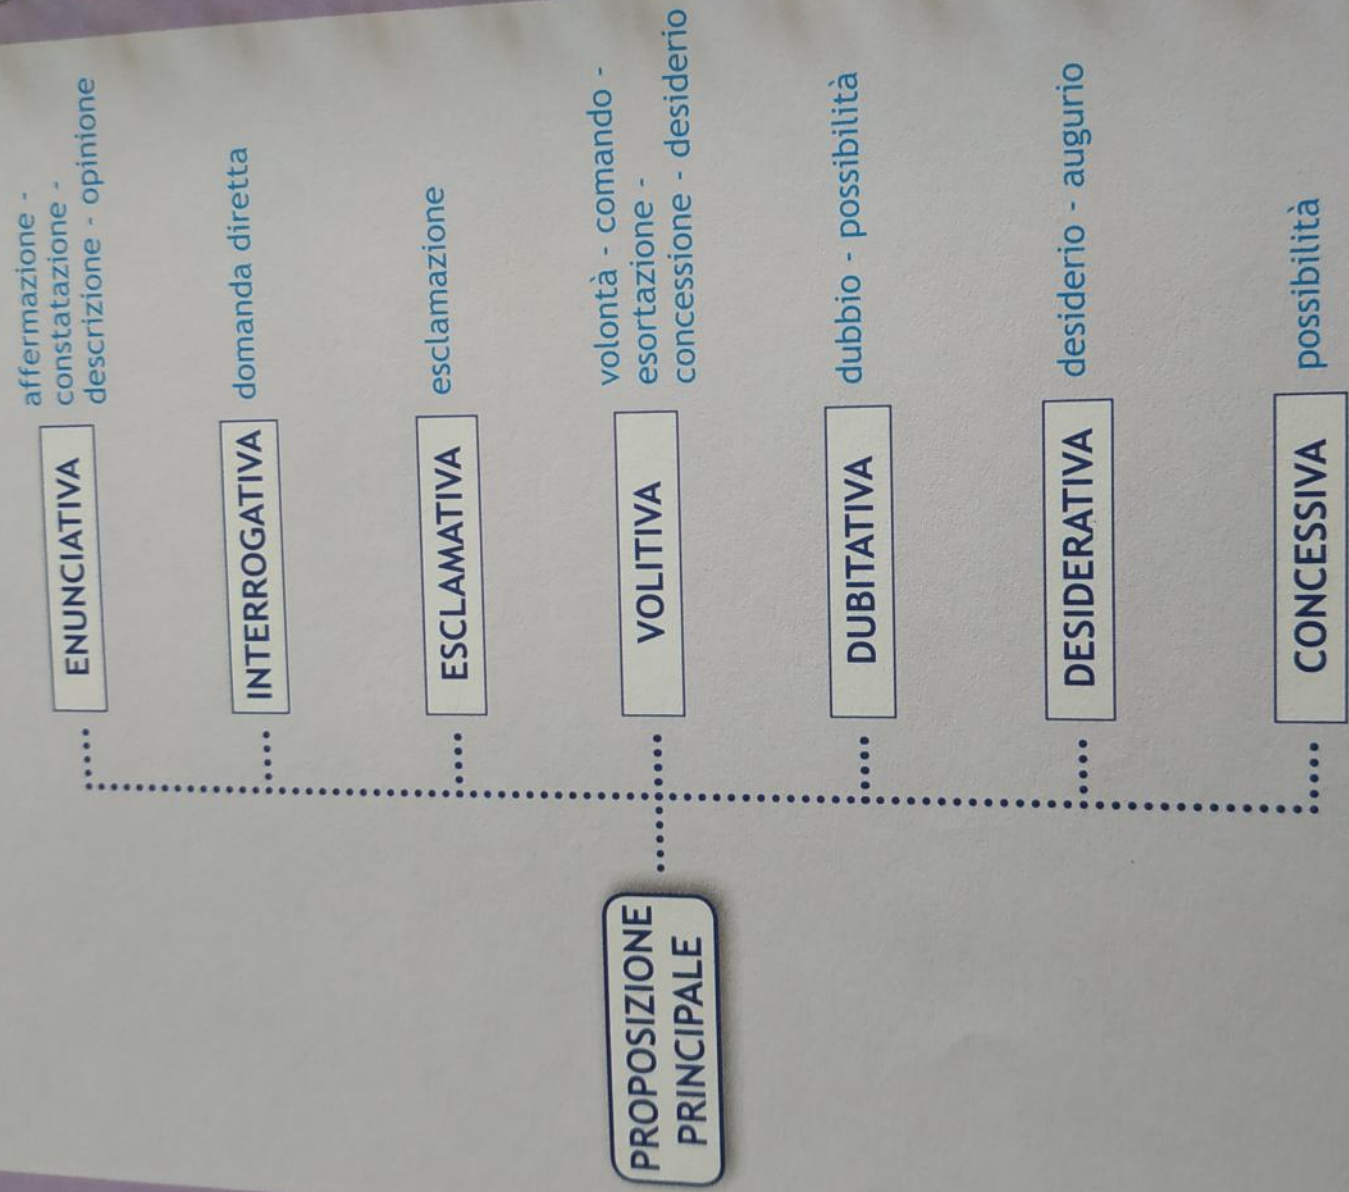 PROPOSIZIONE
PRINCIPALE
ENUNCIATIVA
affermazione -
constatazione -
descrizione - opinione
INTERROGATIVA
domanda diretta
ESCLAMATIVA
esclamazione
VOLITIVA
volontà - comando -
esortazione -
concessione - desiderio
DUBITATIVA
dubbio - possibilità
DESIDERATIVA
desiderio - augurio
CONCESSIVA
possibilità